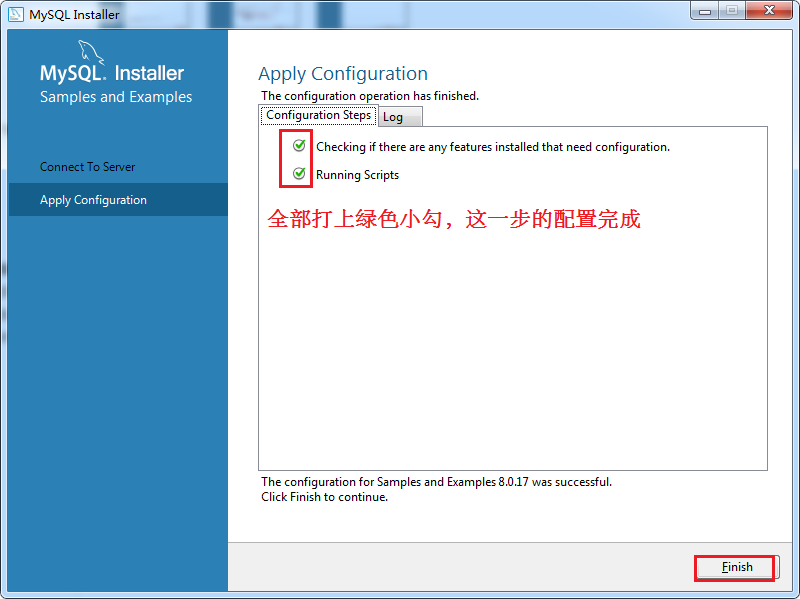 MySQL Installer
MySQL. Installer
Samples and Examples
Connect To Server
Apply Configuration
Apply Configuration
The configuration operation has finished.
Configuration Steps
Log
Checking if there are any features installed that need configuration.
Running Scripts
全部打上绿色小勾，这一步的配置完成
The configuration for Samples and Examples 8.0.17 was successful.
Click Finish to continue.
Finish